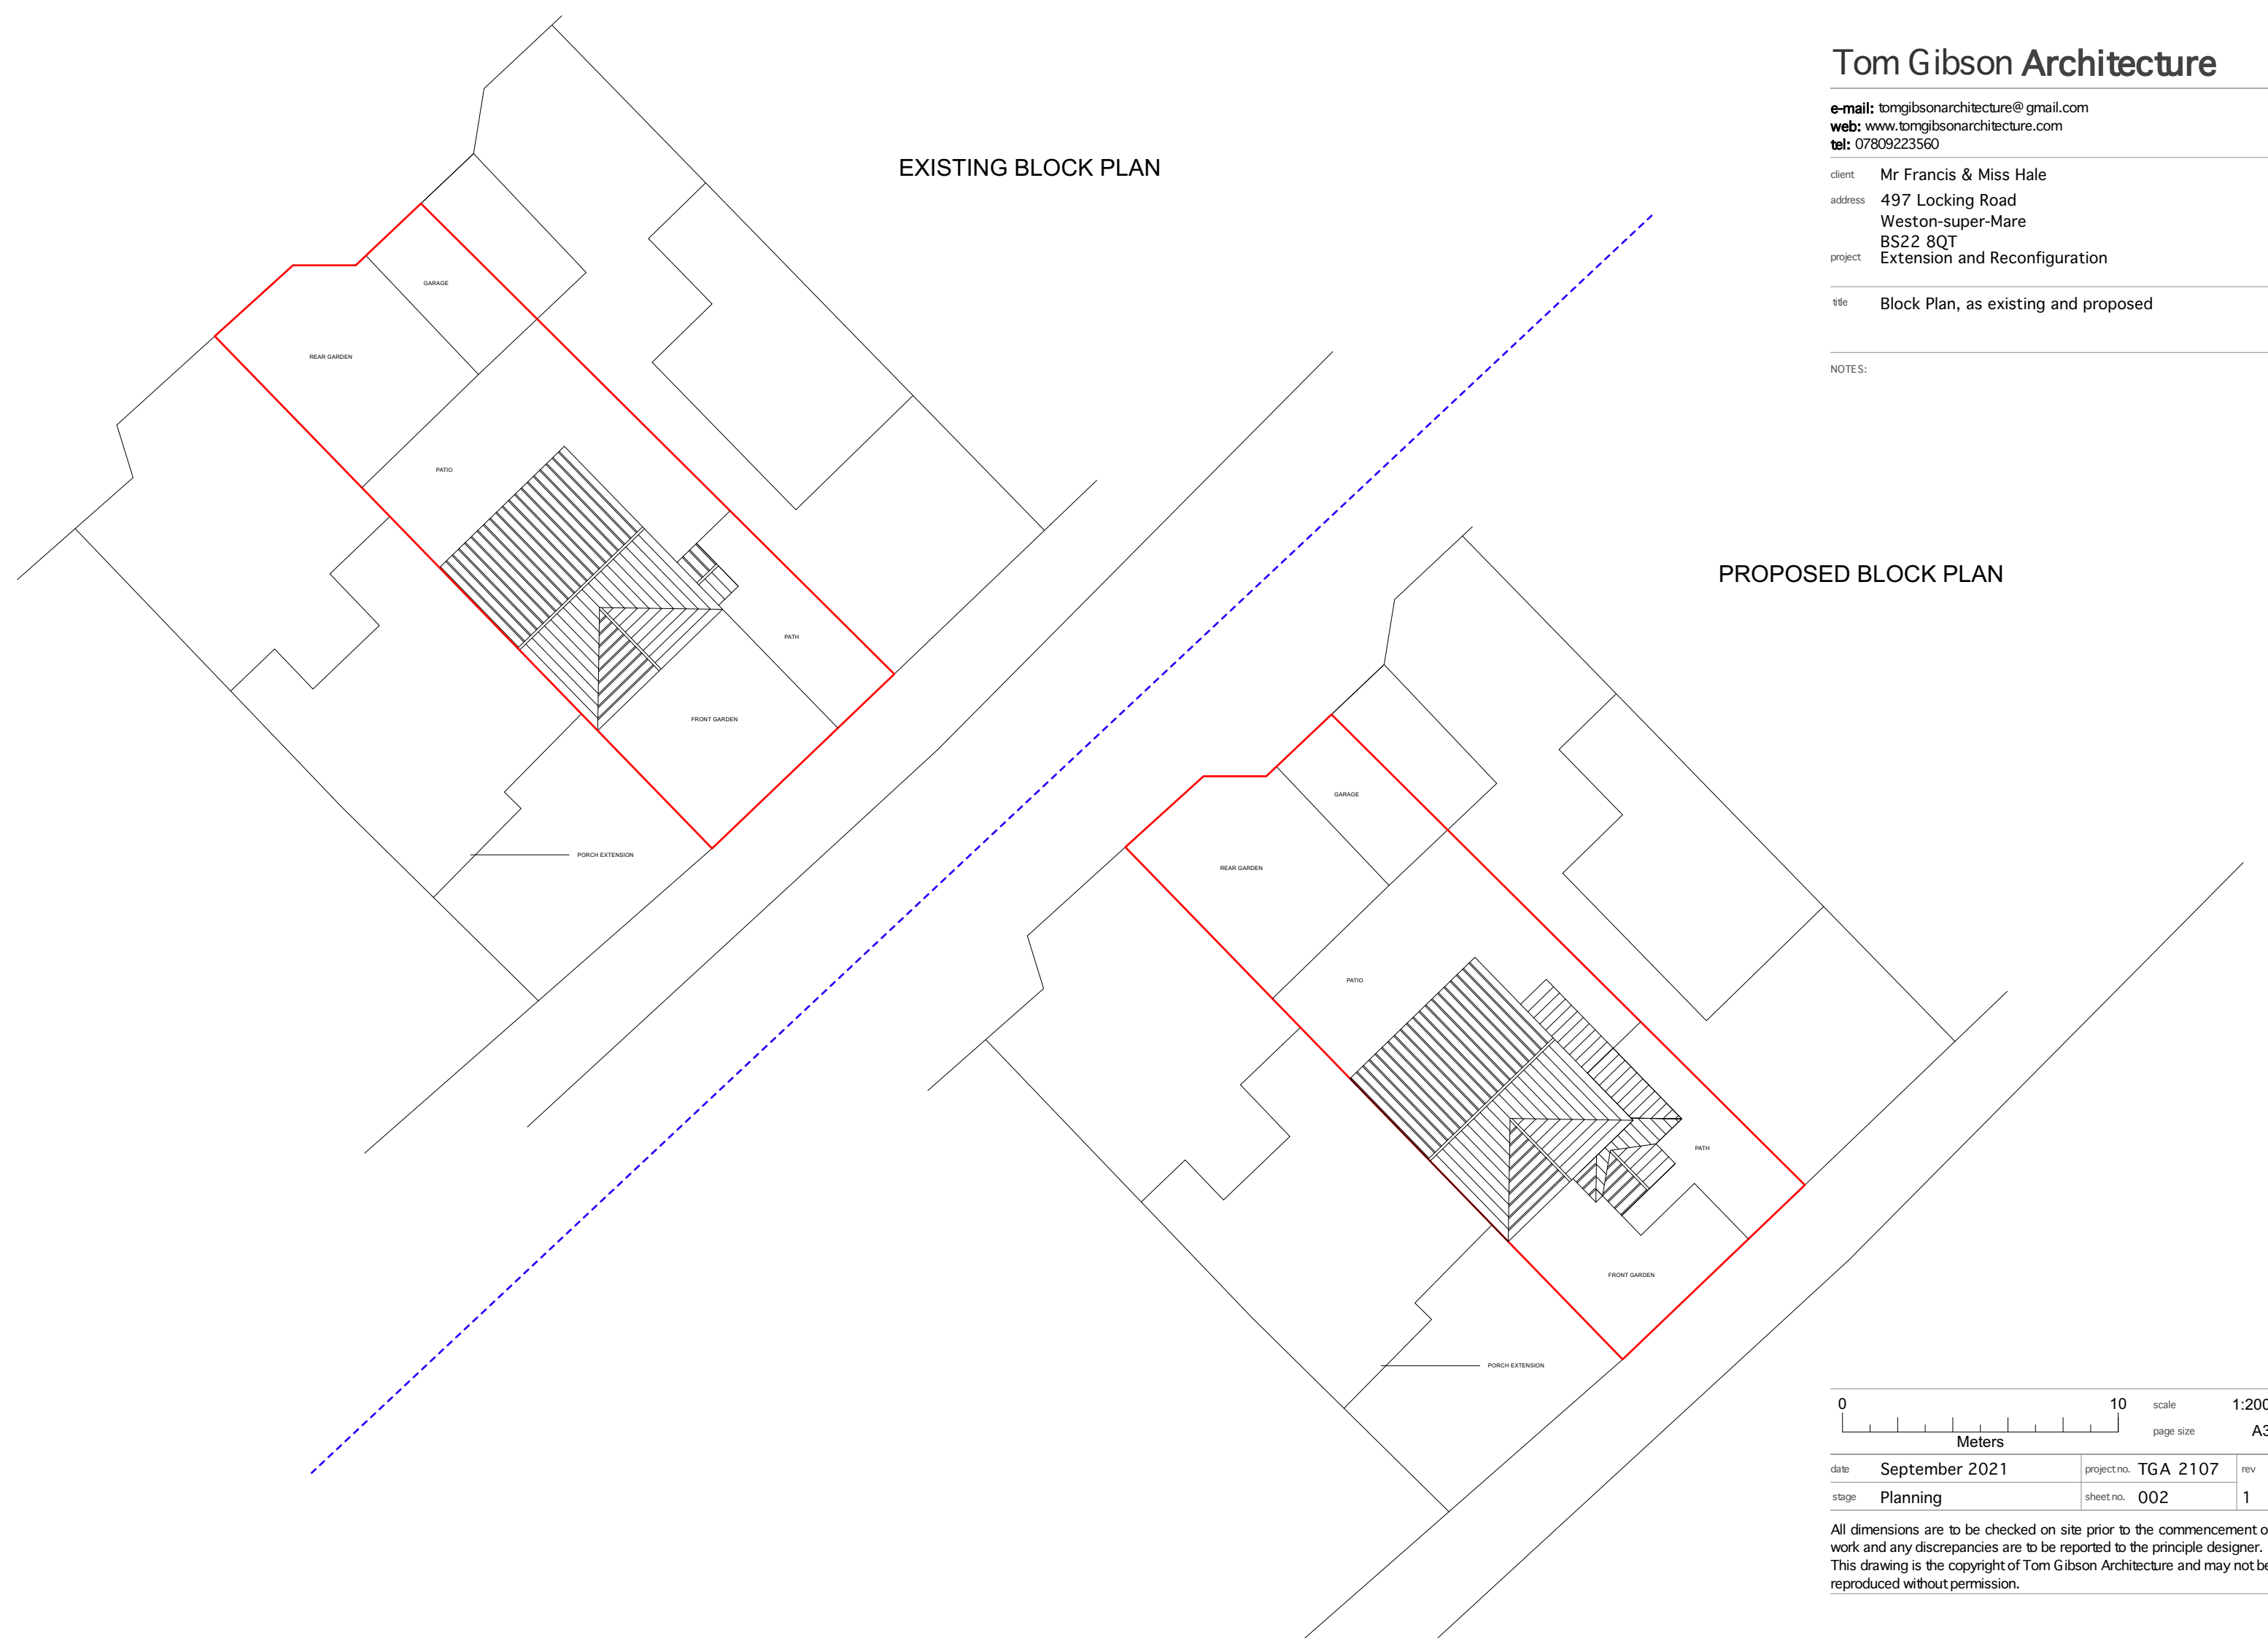 Tom Gibson Architecture
e-mail: tomgibsonarchitecture@gmail.com
web: www.tomgibsonarchitecture.com
tel: 07809223560
client Mr Francis & Miss Hale
address 497 Locking Road
Weston-super-Mare
BS22 8QT
project Extension and Reconfiguration
title Block Plan, as existing and proposed
NOTES:
EXISTING BLOCK PLAN
GARAGE
REAR GARDEN
PATIO
PATH
FRONT GARDEN
PORCH EXTENSION
PROPOSED BLOCK PLAN
GARAGE
REAR GARDEN
PATIO
PATH
FRONT GARDEN
PORCH EXTENSION
0 10 scale 1:200
Meters page size A3
date September 2021 project no. TGA 2107 rev
stage Planning sheet no. 002 1
All dimensions are to be checked on site prior to the commencement o
work and any discrepancies are to be reported to the principle designer.
This drawing is the copyright of Tom Gibson Architecture and may not be
reproduced without permission.